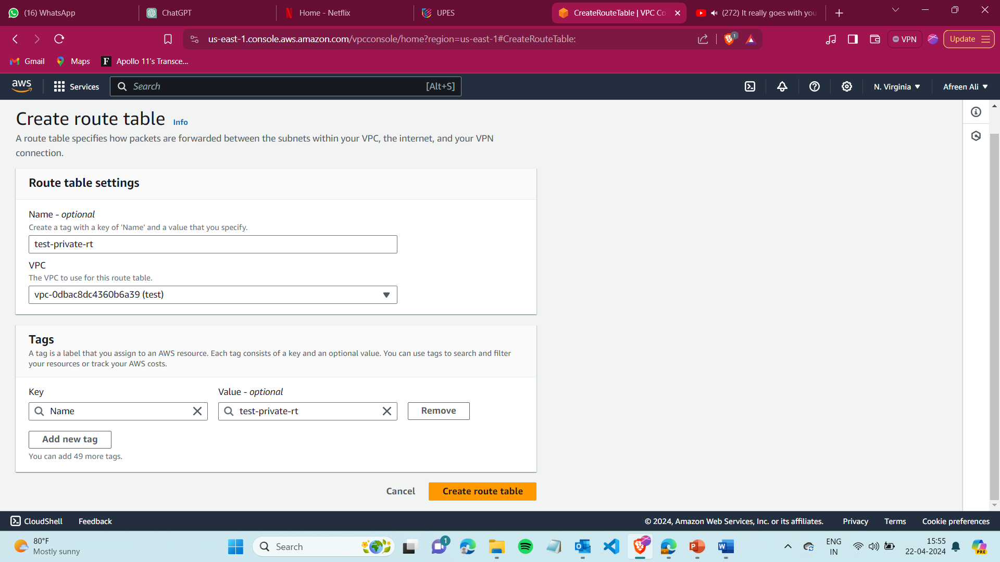 (16) WhatsApp
ChatGPT
Home - Netflix
UPES
CreateRouteTable | VPC Co
(272) It really goes with you
us-east-1.console.aws.amazon.com/vpcconsole/home?region=us-east-1#CreateRouteTable:
1
VPN
Update
Gmail
Maps
F
Apollo 11's Transce...
aws
Services
Search
[Alt+S]
N. Virginia
Afreen Ali
Create route table
Info
A route table specifies how packets are forwarded between the subnets within your VPC, the internet, and your VPN
connection.
Route table settings
Name - optional
Create a tag with a key of 'Name' and a value that you specify.
test-private-rt
VPC
The VPC to use for this route table.
vpc-0dbac8dc4360b6a39 (test)
Tags
A tag is a label that you assign to an AWS resource. Each tag consists of a key and an optional value. You can use tags to search and filter
your resources or track your AWS costs.
Key
Value - optional
Name
test-private-rt
Remove
Add new tag
You can add 49 more tags.
Cancel
Create route table
CloudShell
Feedback
© 2024, Amazon Web Services, Inc. or its affiliates.
Privacy
Terms
Cookie preferences
80°F
Mostly sunny
Search
1
ENG
IN
15:55
22-04-2024
PRE